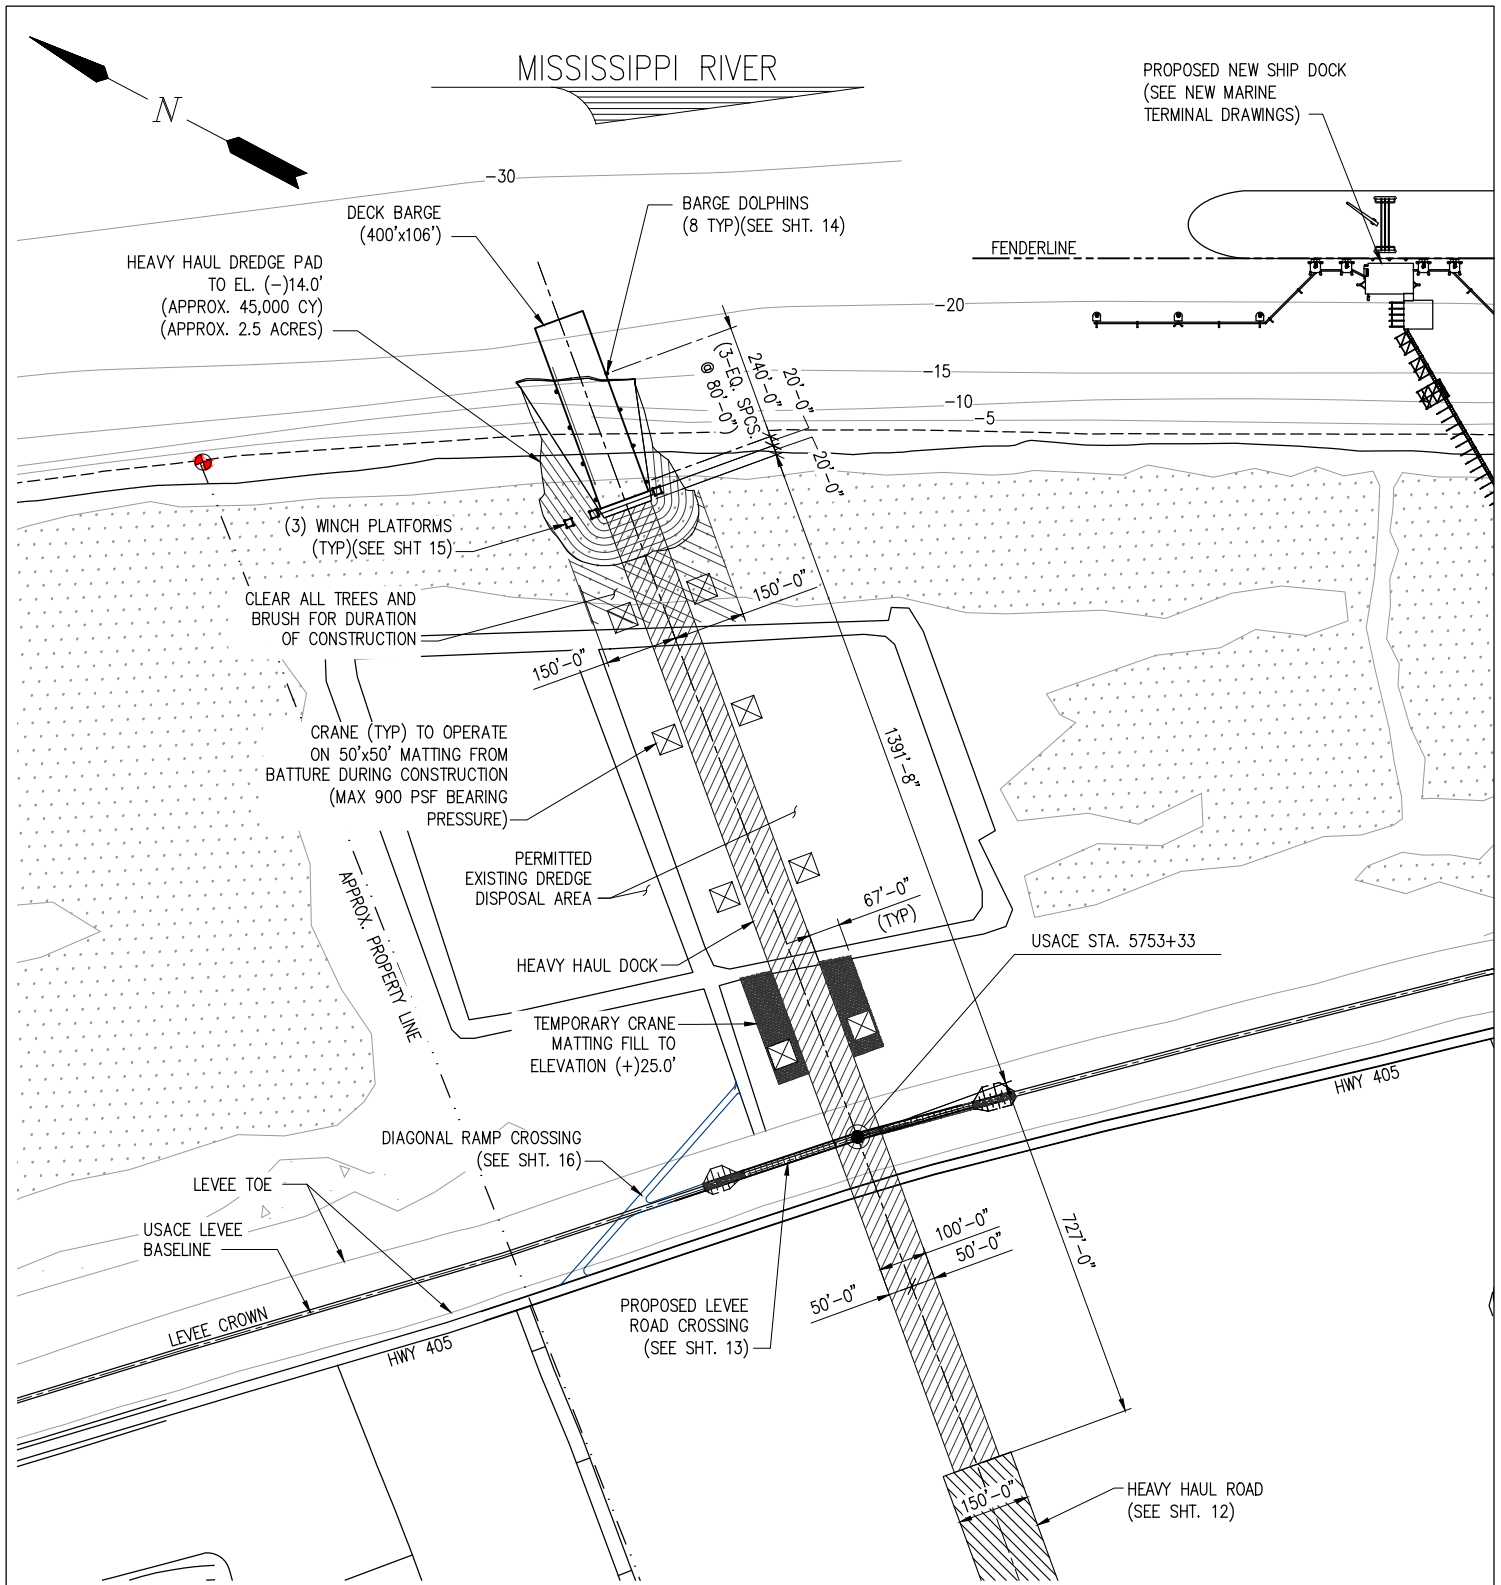 MISSISSIPPI RIVER
N
PROPOSED NEW SHIP DOCK
(SEE NEW MARINE
TERMINAL DRAWINGS)
-30
DECK BARGE
(400'x106')
BARGE DOLPHINS
(8 TYP)(SEE SHT. 14)
FENDERLINE
HEAVY HAUL DREDGE PAD
TO EL. (-)14.0'
(APPROX. 45,000 CY)
(APPROX. 2.5 ACRES)
-20
-15
-10
-5
240'-0"
(3-EQ. SPCS.
@ 80'-0")
20'-0"
20'-0"
(3) WINCH PLATFORMS
(TYP)(SEE SHT 15)
CLEAR ALL TREES AND
BRUSH FOR DURATION
OF CONSTRUCTION
150'-0"
150'-0"
CRANE (TYP) TO OPERATE
ON 50'x50' MATTING FROM
BATTURE DURING CONSTRUCTION
(MAX 900 PSF BEARING
PRESSURE)
1391'-8"
PERMITTED
EXISTING DREDGE
DISPOSAL AREA
APPROX. PROPERTY LINE
67'-0"
(TYP)
USACE STA. 5753+33
HEAVY HAUL DOCK
TEMPORARY CRANE
MATTING FILL TO
ELEVATION (+)25.0'
HWY 405
DIAGONAL RAMP CROSSING
(SEE SHT. 16)
LEVEE TOE
USACE LEVEE
BASELINE
100'-0"
50'-0"
50'-0"
727'-0"
LEVEE CROWN
HWY 405
PROPOSED LEVEE
ROAD CROSSING
(SEE SHT. 13)
150'-0"
HEAVY HAUL ROAD
(SEE SHT. 12)